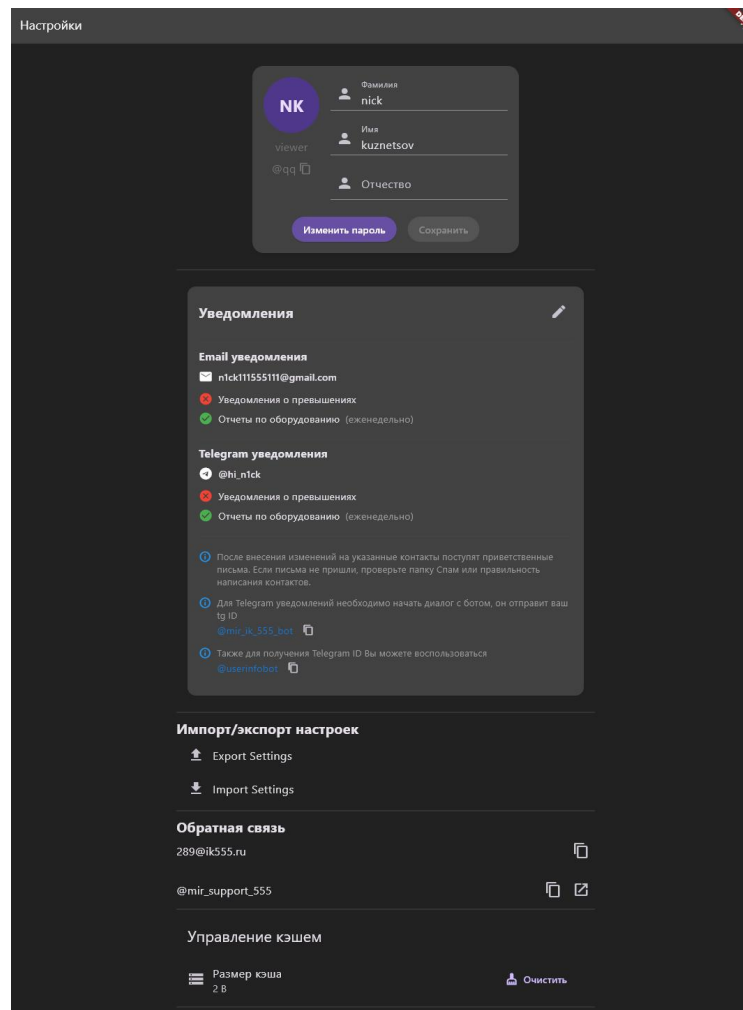 Настройки
NK
viewer
@qq
Фамилия
nick
Имя
kuznetsov
Отчество
Изменить пароль
Сохранить
Уведомления
Email уведомления
n1ck111555111@gmail.com
Уведомления о превышениях
Отчеты по оборудованию (еженедельно)
Telegram уведомления
@hi_n1ck
Уведомления о превышениях
Отчеты по оборудованию (еженедельно)
После внесения изменений на указанные контакты поступят приветственные
письма. Если письма не пришли, проверьте папку Спам или правильность
написания контактов.
Для Telegram уведомлений необходимо начать диалог с ботом, он отправит ваш
tg ID
@mir_ik_555_bot
Также для получения Telegram ID Вы можете воспользоваться
@userinfobot
Импорт/экспорт настроек
Export Settings
Import Settings
Обратная связь
289@ik555.ru
@mir_support_555
Управление кэшем
Размер кэша
2 B
Очистить